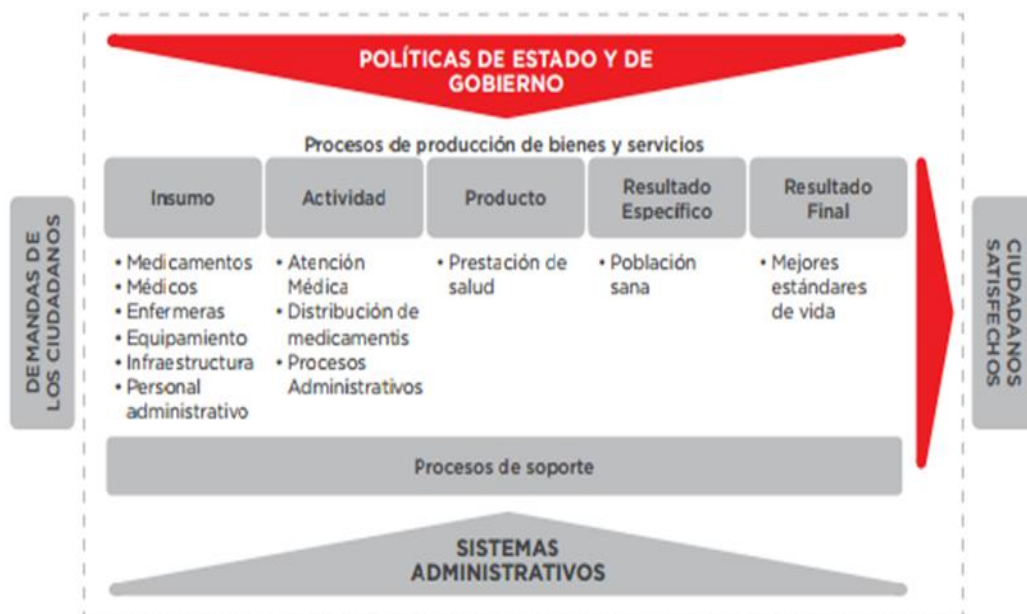 POLÍTICAS DE ESTADO Y DE
GOBIERNO
Procesos de producción de bienes y servicios
DEMANDAS DE
LOS CIUDADANOS
Insumo
• Medicamentos
• Médicos
• Enfermeras
• Equipamiento
• Infraestructura
• Personal
administrativo
Actividad
• Atención
Médica
• Distribución de
medicamentis
• Procesos
Administrativos
Producto
• Prestación de
salud
Resultado
Específico
• Población
sana
Resultado
Final
• Mejores
estándares
de vida
CIUDADANOS
SATISFECHOS
Procesos de soporte
SISTEMAS
ADMINISTRATIVOS